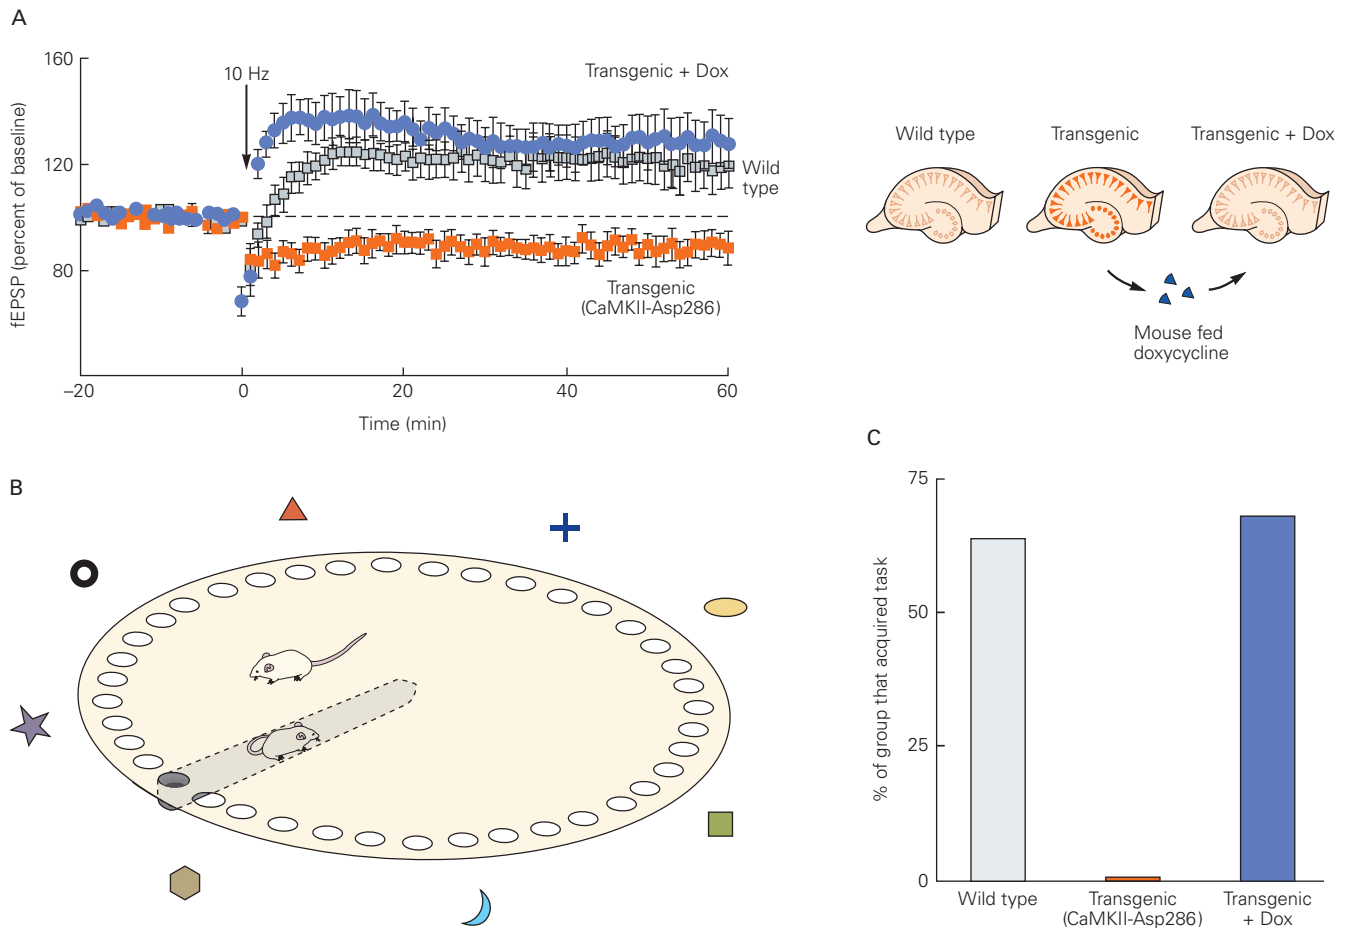 A
160
120
80
fEPSP (percent of baseline)
10 Hz
Transgenic + Dox
Wild
type
Transgenic
(CaMKII-Asp286)
–20
0
20
40
60
Time (min)
Wild type
Transgenic
Transgenic + Dox
Mouse fed
doxycycline
B
C
75
50
25
0
% of group that acquired task
Wild type
Transgenic
(CaMKII-Asp286)
Transgenic
+ Dox